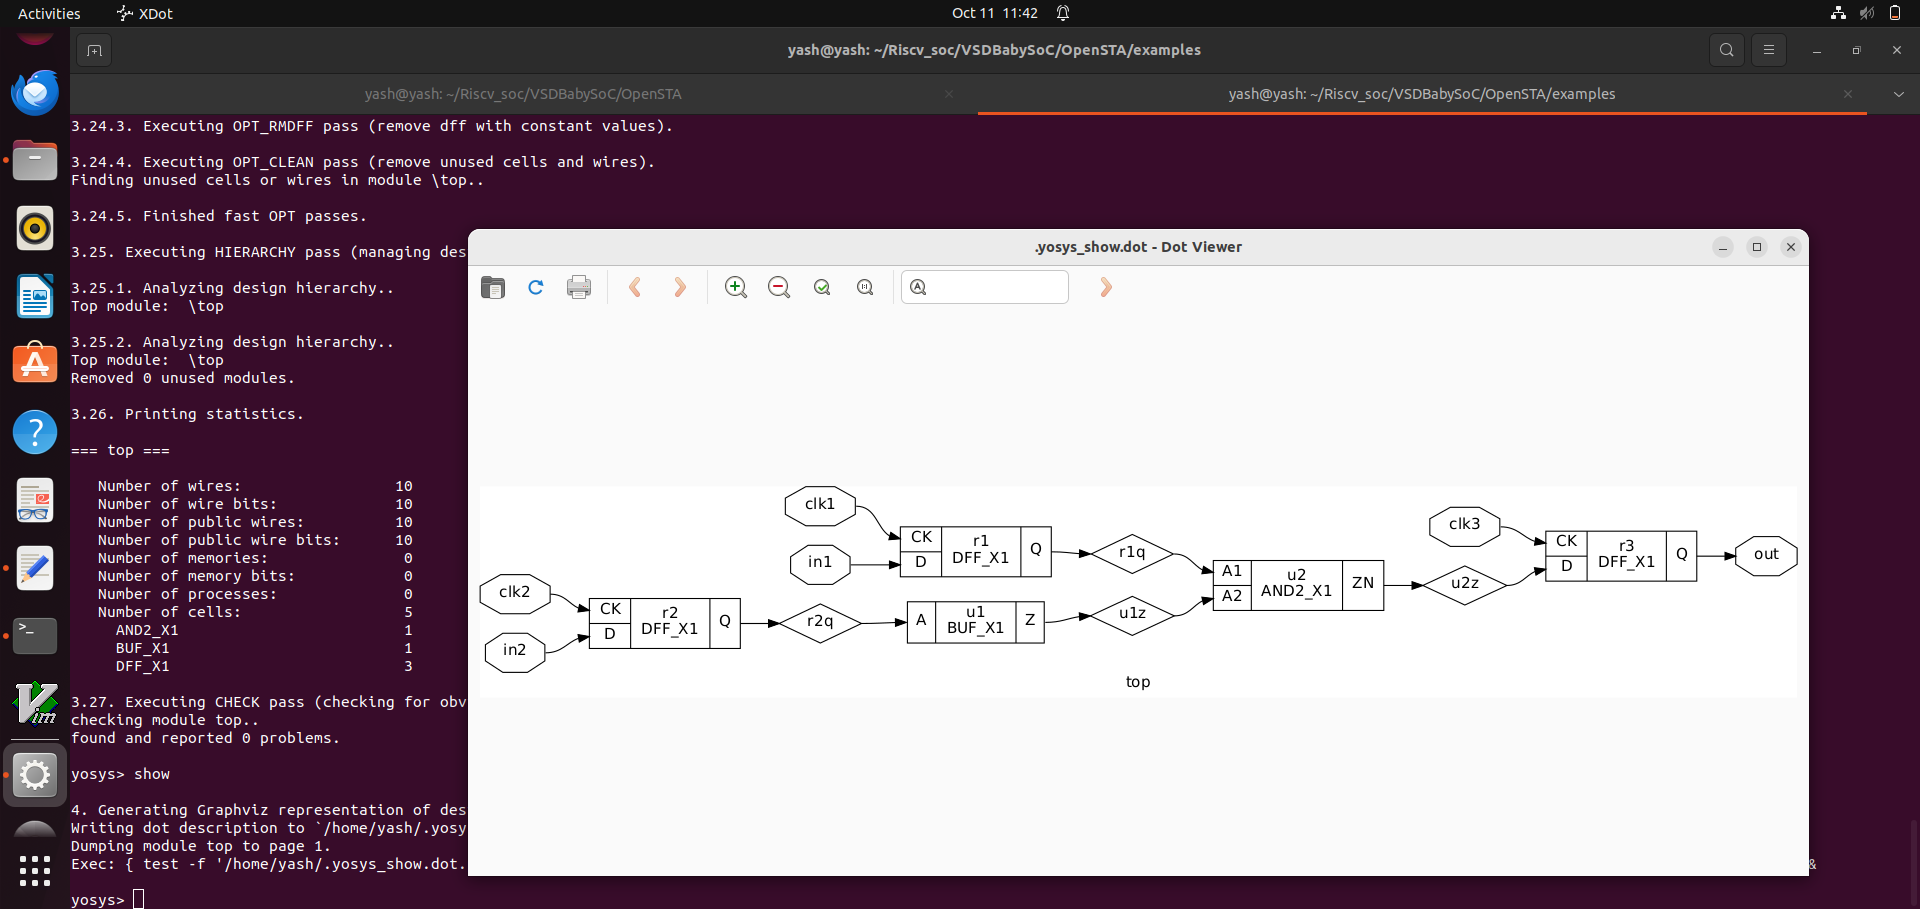 Activities
XDot
Oct 11 11:42
yash@yash: ~/Riscv_soc/VSDBabySoC/OpenSTA/examples
yash@yash: ~/Riscv_soc/VSDBabySoC/OpenSTA
yash@yash: ~/Riscv_soc/VSDBabySoC/OpenSTA/examples
3.24.3. Executing OPT_RMDFF pass (remove dff with constant values).
3.24.4. Executing OPT_CLEAN pass (remove unused cells and wires).
Finding unused cells or wires in module \top..
3.24.5. Finished fast OPT passes.
3.25. Executing HIERARCHY pass (managing des
3.25.1. Analyzing design hierarchy..
Top module:  \top
3.25.2. Analyzing design hierarchy..
Top module:  \top
Removed 0 unused modules.
3.26. Printing statistics.
=== top ===
Number of wires: 10
Number of wire bits: 10
Number of public wires: 10
Number of public wire bits: 10
Number of memories: 0
Number of memory bits: 0
Number of processes: 0
Number of cells: 5
AND2_X1 1
BUF_X1 1
DFF_X1 3
3.27. Executing CHECK pass (checking for obv
checking module top..
found and reported 0 problems.
yosys> show
4. Generating Graphviz representation of des
Writing dot description to `/home/yash/.yosy
Dumping module top to page 1.
Exec: { test -f '/home/yash/.yosys_show.dot.
&
yosys>
.yosys_show.dot - Dot Viewer
clk1
in1
CK
D
r1
DFF_X1
Q
r1q
clk2
in2
CK
D
r2
DFF_X1
Q
r2q
A
u1
BUF_X1
Z
u1z
A1
A2
u2
AND2_X1
ZN
u2z
clk3
CK
D
r3
DFF_X1
Q
out
top